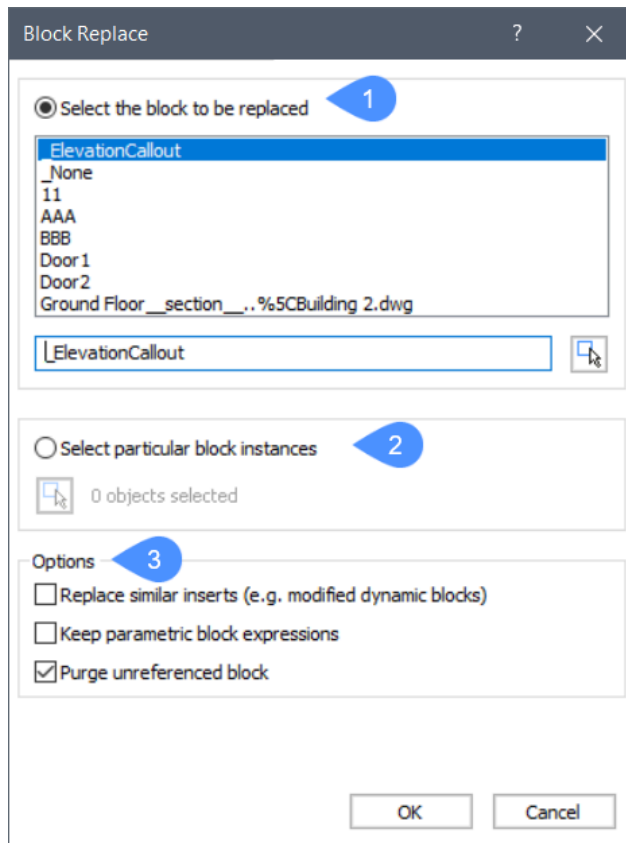 Block Replace ?
Select the block to be replaced 1
_ElevationCallout
_None
11
AAA
BBB
Door1
Door2
Ground Floor__section__..%5CBuilding 2.dwg
_ElevationCallout
Select particular block instances 2
0 objects selected
Options 3
Replace similar inserts (e.g. modified dynamic blocks)
Keep parametric block expressions
Purge unreferenced block
OK Cancel